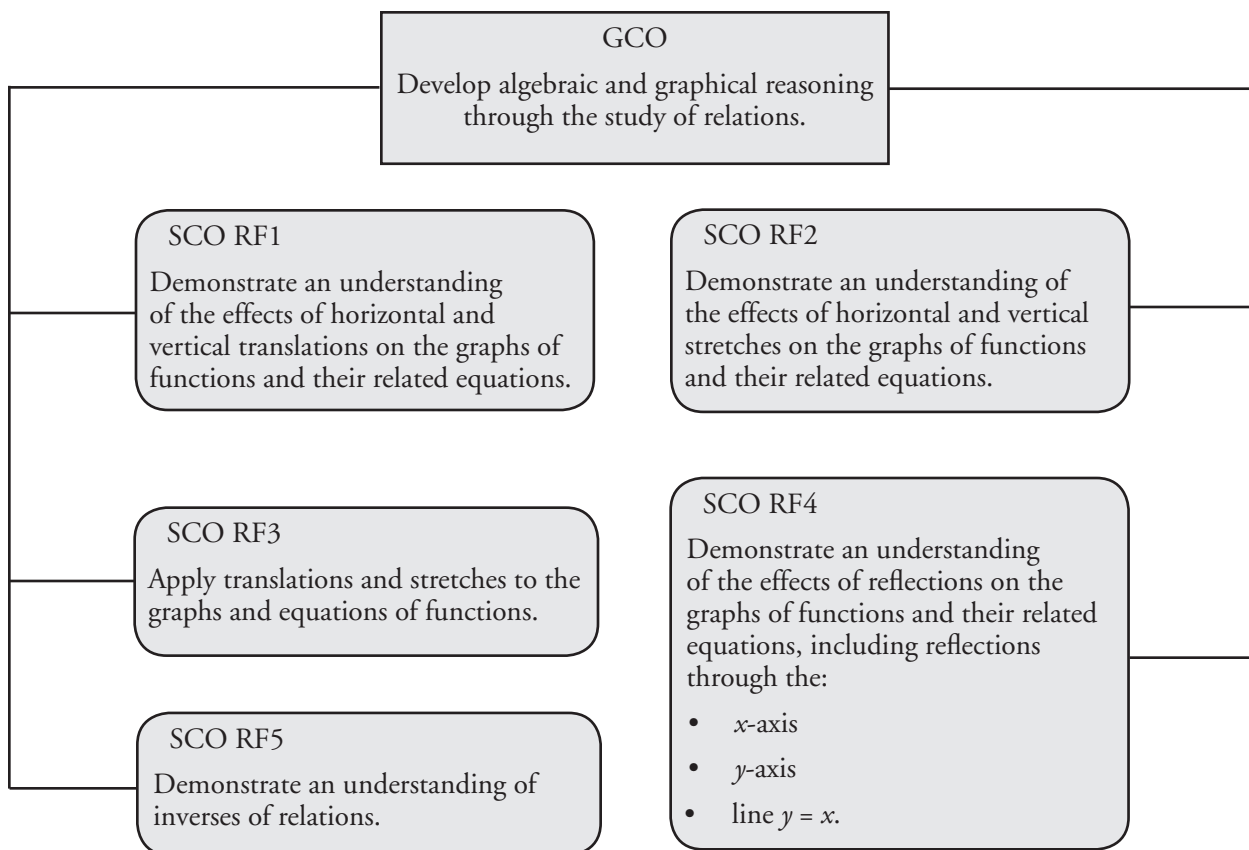 GCO
Develop algebraic and graphical reasoning
through the study of relations.
SCO RF1
Demonstrate an understanding
of the effects of horizontal and
vertical translations on the graphs of
functions and their related equations.
SCO RF2
Demonstrate an understanding of
the effects of horizontal and vertical
stretches on the graphs of functions
and their related equations.
SCO RF3
Apply translations and stretches to the
graphs and equations of functions.
SCO RF4
Demonstrate an understanding
of the effects of reflections on the
graphs of functions and their related
equations, including reflections
through the:
• x-axis
• y-axis
• line y = x.
SCO RF5
Demonstrate an understanding of
inverses of relations.